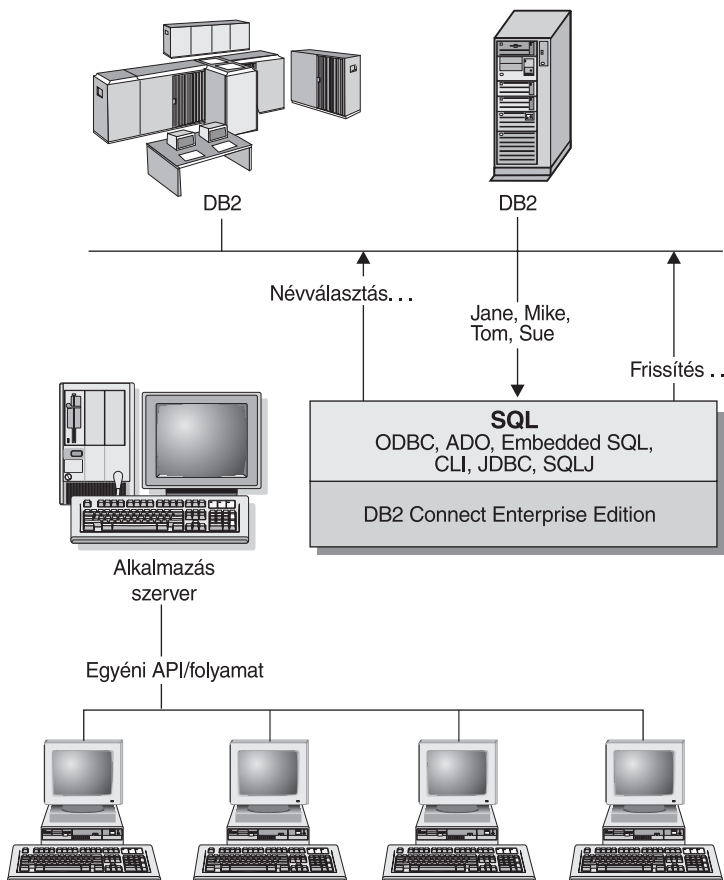 DB2
DB2
Névválasztás. . .
Jane, Mike,
Tom, Sue
Frissítés . .
SQL
ODBC, ADO, Embedded SQL,
CLI, JDBC, SQLJ
DB2 Connect Enterprise Edition
Alkalmazás
szerver
Egyéni API/folyamat